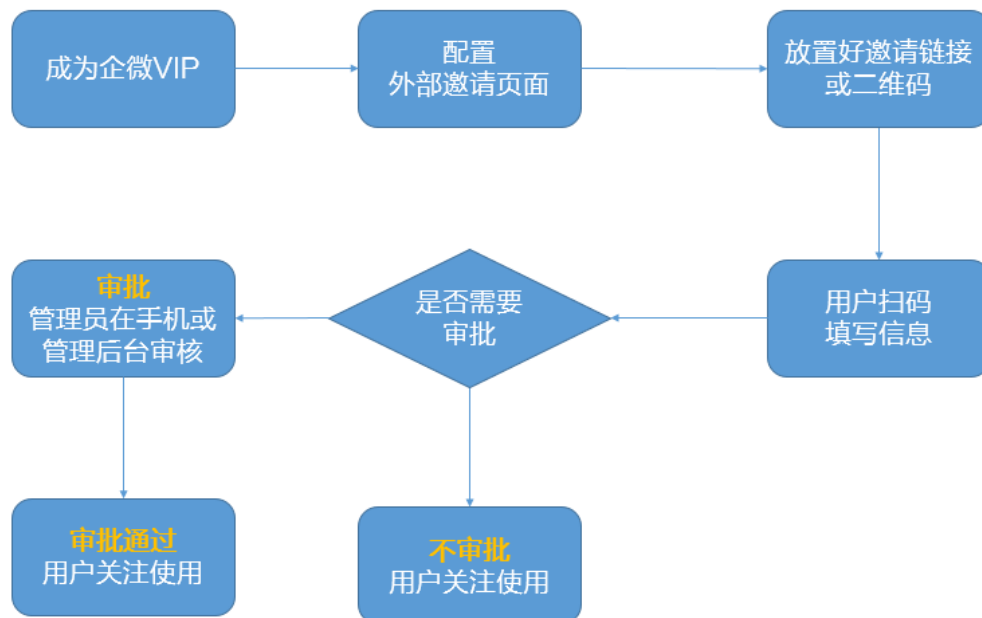 成为企微VIP
配置
外部邀请页面
放置好邀请链接
或二维码
用户扫码
填写信息
是否需要
审批
审批
管理员在手机或
管理后台审核
审批通过
用户关注使用
不审批
用户关注使用